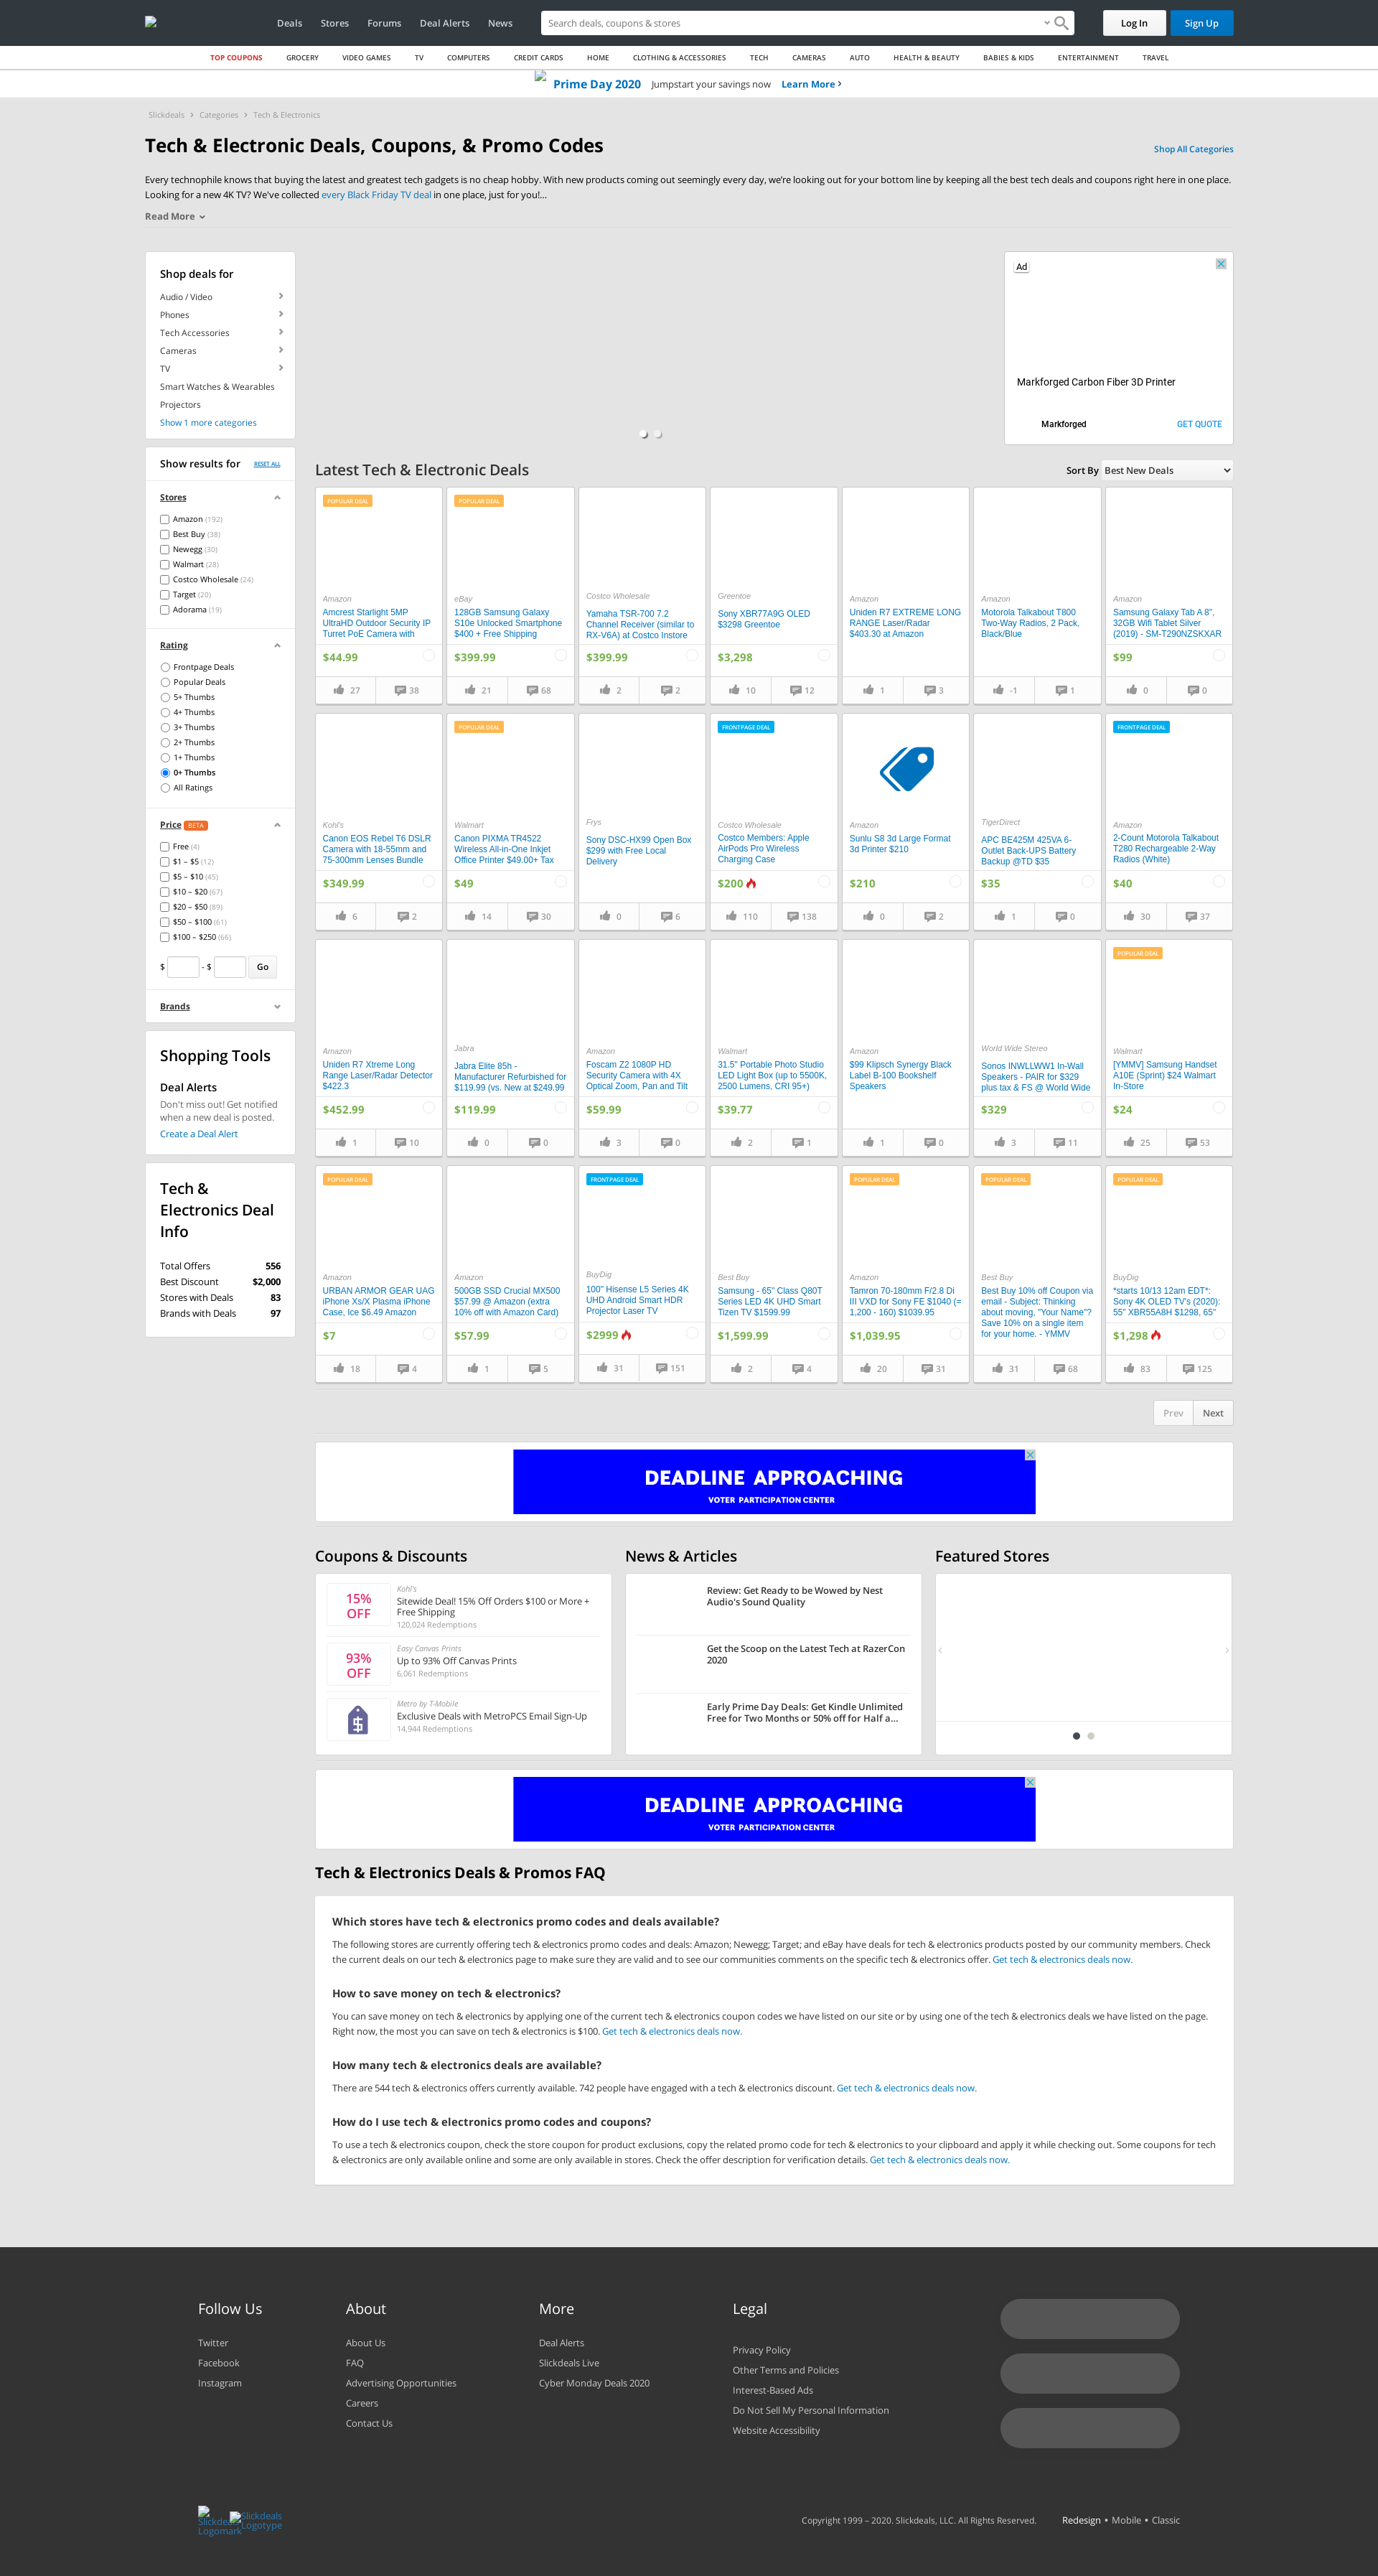 Deals Stores Forums Deal Alerts News
Search deals, coupons & stores
Log In
Sign Up
TOP COUPONS GROCERY VIDEO GAMES TV COMPUTERS CREDIT CARDS HOME CLOTHING & ACCESSORIES TECH CAMERAS AUTO HEALTH & BEAUTY BABIES & KIDS ENTERTAINMENT TRAVEL
Prime Day 2020 Jumpstart your savings now Learn More
Slickdeals Categories Tech & Electronics
Tech & Electronic Deals, Coupons, & Promo Codes
Shop All Categories
Every technophile knows that buying the latest and greatest tech gadgets is no cheap hobby. With new products coming out seemingly every day, we're looking out for your bottom line by keeping all the best tech deals and coupons right here in one place.
Looking for a new 4K TV? We've collected every Black Friday TV deal in one place, just for you!...
Read More
Shop deals for
Audio / Video
Phones
Tech Accessories
Cameras
TV
Smart Watches & Wearables
Projectors
Show 1 more categories
Show results for RESET ALL
Stores
Amazon (192)
Best Buy (38)
Newegg (30)
Walmart (28)
Costco Wholesale (24)
Target (20)
Adorama (19)
Rating
Frontpage Deals
Popular Deals
5+ Thumbs
4+ Thumbs
3+ Thumbs
2+ Thumbs
1+ Thumbs
0+ Thumbs
All Ratings
Price BETA
Free (4)
$1 – $5 (12)
$5 – $10 (45)
$10 – $20 (67)
$20 – $50 (89)
$50 – $100 (61)
$100 – $250 (66)
$ - $ Go
Brands
Shopping Tools
Deal Alerts
Don't miss out! Get notified
when a new deal is posted.
Create a Deal Alert
Tech &
Electronics Deal
Info
Total Offers 556
Best Discount $2,000
Stores with Deals 83
Brands with Deals 97
Ad
Markforged Carbon Fiber 3D Printer
Markforged
GET QUOTE
Latest Tech & Electronic Deals
Sort By Best New Deals
POPULAR DEAL
Amazon
Amcrest Starlight 5MP
UltraHD Outdoor Security IP
Turret PoE Camera with
$44.99
27 38
POPULAR DEAL
eBay
128GB Samsung Galaxy
S10e Unlocked Smartphone
$400 + Free Shipping
$399.99
21 68
Costco Wholesale
Yamaha TSR-700 7.2
Channel Receiver (similar to
RX-V6A) at Costco Instore
$399.99
2 2
Greentoe
Sony XBR77A9G OLED
$3298 Greentoe
$3,298
10 12
Amazon
Uniden R7 EXTREME LONG
RANGE Laser/Radar
$403.30 at Amazon
1 3
Amazon
Motorola Talkabout T800
Two-Way Radios, 2 Pack,
Black/Blue
-1 1
Amazon
Samsung Galaxy Tab A 8",
32GB Wifi Tablet Silver
(2019) - SM-T290NZSKXAR
$99
0 0
Kohl's
Canon EOS Rebel T6 DSLR
Camera with 18-55mm and
75-300mm Lenses Bundle
$349.99
6 2
POPULAR DEAL
Walmart
Canon PIXMA TR4522
Wireless All-in-One Inkjet
Office Printer $49.00+ Tax
$49
14 30
Frys
Sony DSC-HX99 Open Box
$299 with Free Local
Delivery
0 6
FRONTPAGE DEAL
Costco Wholesale
Costco Members: Apple
AirPods Pro Wireless
Charging Case
$200
110 138
Amazon
Sunlu S8 3d Large Format
3d Printer $210
$210
0 2
TigerDirect
APC BE425M 425VA 6-
Outlet Back-UPS Battery
Backup @TD $35
$35
1 0
FRONTPAGE DEAL
Amazon
2-Count Motorola Talkabout
T280 Rechargeable 2-Way
Radios (White)
$40
30 37
Amazon
Uniden R7 Xtreme Long
Range Laser/Radar Detector
$422.3
$452.99
1 10
Jabra
Jabra Elite 85h -
Manufacturer Refurbished for
$119.99 (vs. New at $249.99
$119.99
0 0
Amazon
Foscam Z2 1080P HD
Security Camera with 4X
Optical Zoom, Pan and Tilt
$59.99
3 0
Walmart
31.5" Portable Photo Studio
LED Light Box (up to 5500K,
2500 Lumens, CRI 95+)
$39.77
2 1
Amazon
$99 Klipsch Synergy Black
Label B-100 Bookshelf
Speakers
1 0
World Wide Stereo
Sonos INWLLWW1 In-Wall
Speakers - PAIR for $329
plus tax & FS @ World Wide
$329
3 11
POPULAR DEAL
Walmart
[YMMV] Samsung Handset
A10E (Sprint) $24 Walmart
In-Store
$24
25 53
POPULAR DEAL
Amazon
URBAN ARMOR GEAR UAG
iPhone Xs/X Plasma iPhone
Case, Ice $6.49 Amazon
$7
18 4
Amazon
500GB SSD Crucial MX500
$57.99 @ Amazon (extra
10% off with Amazon Card)
$57.99
1 5
FRONTPAGE DEAL
BuyDig
100" Hisense L5 Series 4K
UHD Android Smart HDR
Projector Laser TV
$2999
31 151
Best Buy
Samsung - 65" Class Q80T
Series LED 4K UHD Smart
Tizen TV $1599.99
$1,599.99
2 4
POPULAR DEAL
Amazon
Tamron 70-180mm F/2.8 Di
III VXD for Sony FE $1040 (=
1,200 - 160) $1039.95
$1,039.95
20 31
POPULAR DEAL
Best Buy
Best Buy 10% off Coupon via
email - Subject: Thinking
about moving, "Your Name"?
Save 10% on a single item
for your home. - YMMV
31 68
POPULAR DEAL
BuyDig
*starts 10/13 12am EDT*:
Sony 4K OLED TV's (2020):
55" XBR55A8H $1298, 65"
$1,298
83 125
Prev Next
DEADLINE APPROACHING
VOTER PARTICIPATION CENTER
Coupons & Discounts
15%
OFF
Kohl's
Sitewide Deal! 15% Off Orders $100 or More +
Free Shipping
120,024 Redemptions
93%
OFF
Easy Canvas Prints
Up to 93% Off Canvas Prints
6,061 Redemptions
Metro by T-Mobile
Exclusive Deals with MetroPCS Email Sign-Up
14,944 Redemptions
News & Articles
Review: Get Ready to be Wowed by Nest
Audio's Sound Quality
Get the Scoop on the Latest Tech at RazerCon
2020
Early Prime Day Deals: Get Kindle Unlimited
Free for Two Months or 50% off for Half a...
Featured Stores
DEADLINE APPROACHING
VOTER PARTICIPATION CENTER
Tech & Electronics Deals & Promos FAQ
Which stores have tech & electronics promo codes and deals available?
The following stores are currently offering tech & electronics promo codes and deals: Amazon; Newegg; Target; and eBay have deals for tech & electronics products posted by our community members. Check
the current deals on our tech & electronics page to make sure they are valid and to see our communities comments on the specific tech & electronics offer. Get tech & electronics deals now.
How to save money on tech & electronics?
You can save money on tech & electronics by applying one of the current tech & electronics coupon codes we have listed on our site or by using one of the tech & electronics deals we have listed on the page.
Right now, the most you can save on tech & electronics is $100. Get tech & electronics deals now.
How many tech & electronics deals are available?
There are 544 tech & electronics offers currently available. 742 people have engaged with a tech & electronics discount. Get tech & electronics deals now.
How do I use tech & electronics promo codes and coupons?
To use a tech & electronics coupon, check the store coupon for product exclusions, copy the related promo code for tech & electronics to your clipboard and apply it while checking out. Some coupons for tech
& electronics are only available online and some are only available in stores. Check the offer description for verification details. Get tech & electronics deals now.
Follow Us
Twitter
Facebook
Instagram
About
About Us
FAQ
Advertising Opportunities
Careers
Contact Us
More
Deal Alerts
Slickdeals Live
Cyber Monday Deals 2020
Legal
Privacy Policy
Other Terms and Policies
Interest-Based Ads
Do Not Sell My Personal Information
Website Accessibility
Slickdeals
Logomark
Slickdeals
Logotype
Copyright 1999 – 2020. Slickdeals, LLC. All Rights Reserved.
Redesign • Mobile • Classic